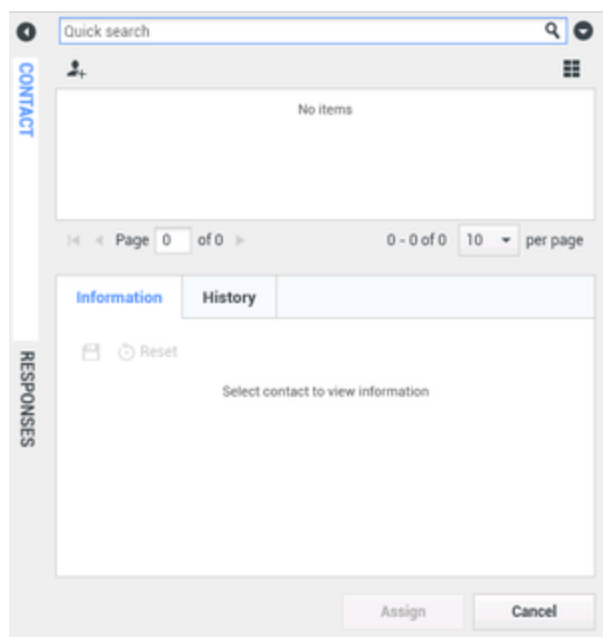 Quick search
CONTACT
No items
Page 0 of 0 0 - 0 of 0 10 per page
Information History
Reset
RESPONSES
Select contact to view information
Assign Cancel